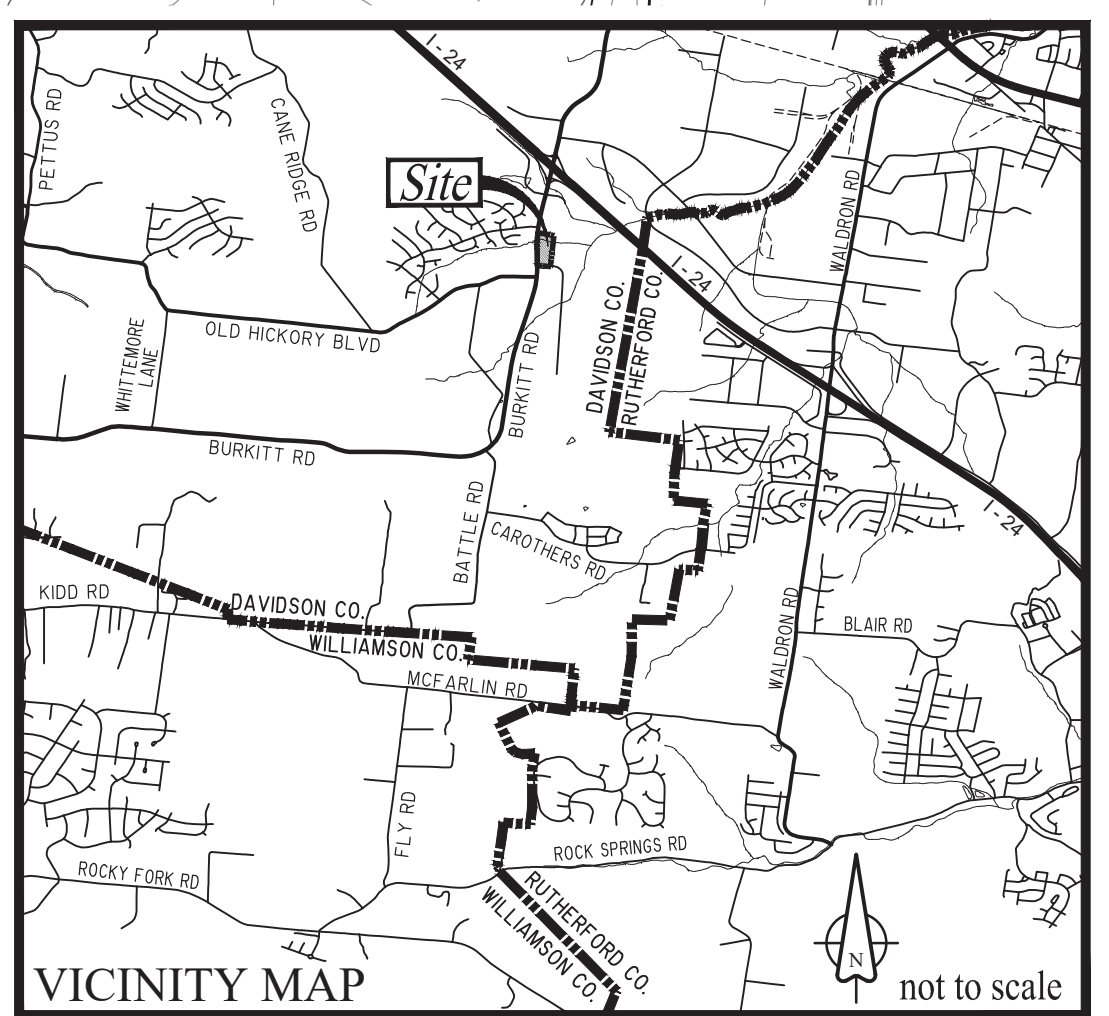 I-24
PETTUS RD
CANE RIDGE RD
Site
WALDRON RD
I-24
DAVIDSON CO.
RUTHERFORD CO.
OLD HICKORY BLVD
WHITTEMORE
LANE
BURKITT RD
BURKITT RD
I-24
BATTLE RD
CAROTHERS RD
KIDD RD
DAVIDSON CO.
WILLIAMSON CO.
WALDRON RD
BLAIR RD
MCFARLIN RD
FLY RD
ROCK SPRINGS RD
ROCKY FORK RD
RUTHERFORD CO.
WILLIAMSON CO.
N
VICINITY MAP
not to scale